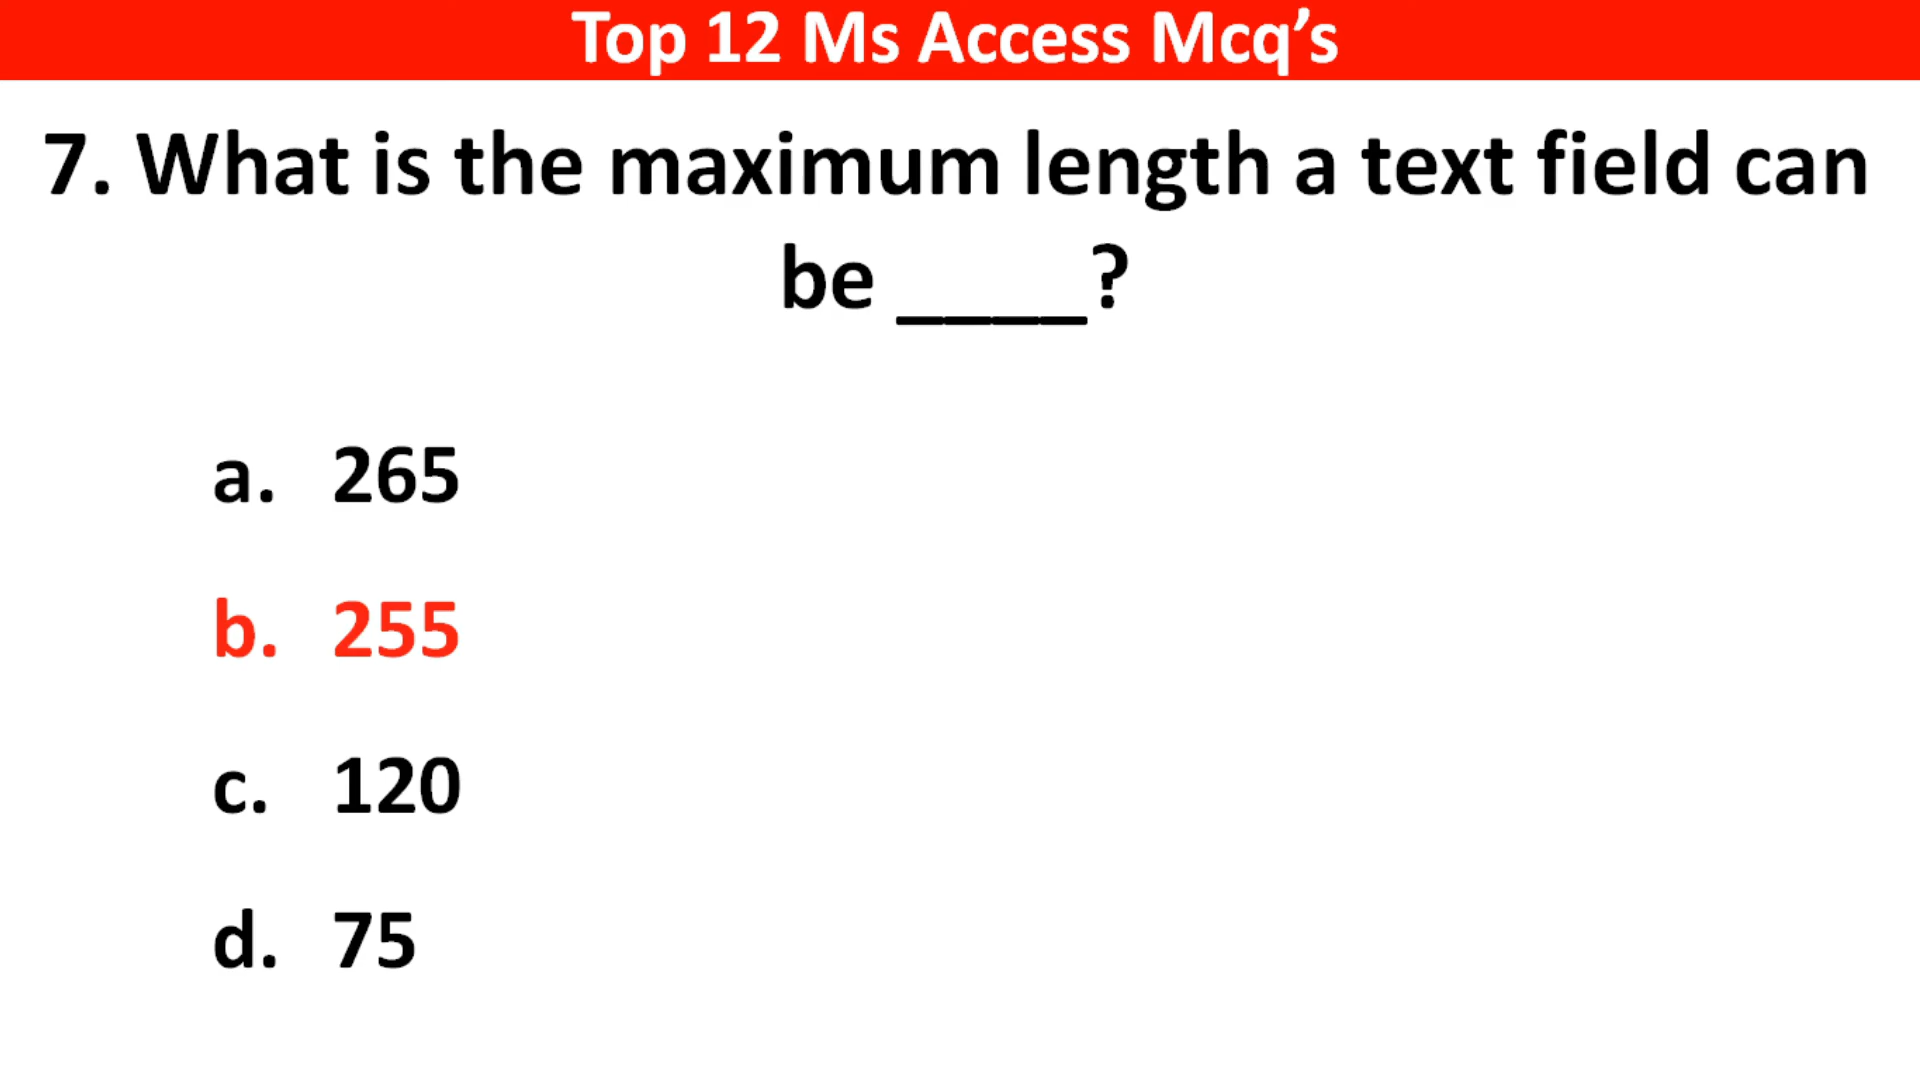 Top 12 Ms Access Mcq’s
7. What is the maximum length a text field can
be ____?
a. 265
b. 255
c. 120
d. 75